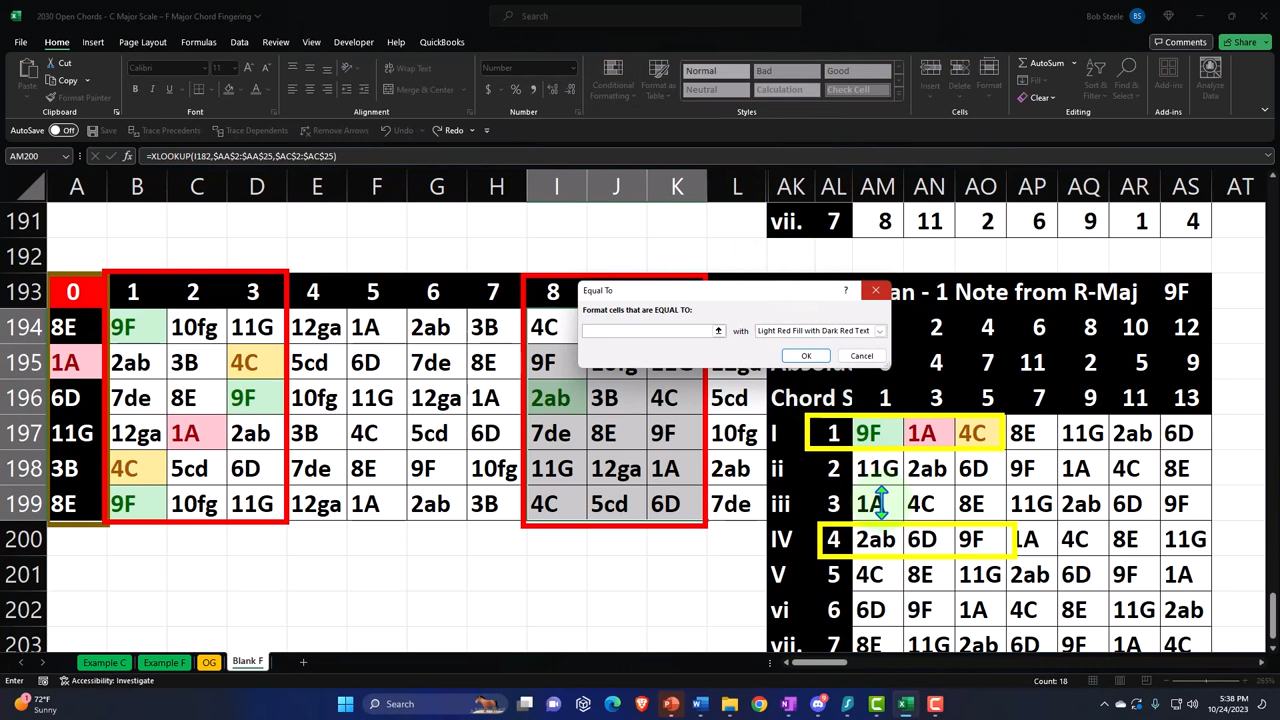 2030 Open Chords - C Major Scale – F Major Chord Fingering
Search
Bob Steele BS
File Home Insert Page Layout Formulas Data Review View Developer Help QuickBooks
Comments Share
Paste Cut Copy Format Painter
Clipboard
Calibri 11
Font
Wrap Text Merge & Center
Alignment
Number
Number
Conditional Formatting Format as Table
Normal Bad Good
Neutral Calculation Check Cell
Styles
Insert Delete Format
Cells
AutoSum Fill Clear
Sort & Filter Find & Select
Editing
Add-ins
Add-ins
Analyze Data
AutoSave Off Save Trace Precedents Trace Dependents Remove Arrows Undo Redo
AM200 =XLOOKUP(I182,$AA$2:$AA$25,$AC$2:$AC$25)
A B C D E F G H I J K L AK AL AM AN AO AP AQ AR AS AT
191 vii. 7 8 11 2 6 9 1 4
192
193 0 1 2 3 4 5 6 7 8 an - 1 Note from R-Maj 9F
194 8E 9F 10fg 11G 12ga 1A 2ab 3B 4C 2 4 6 8 10 12
195 1A 2ab 3B 4C 5cd 6D 7de 8E 9F 4 7 11 2 5 9
196 6D 7de 8E 9F 10fg 11G 12ga 1A 2ab 3B 4C 5cd Chord S 1 3 5 7 9 11 13
197 11G 12ga 1A 2ab 3B 4C 5cd 6D 7de 8E 9F 10fg I 1 9F 1A 4C 8E 11G 2ab 6D
198 3B 4C 5cd 6D 7de 8E 9F 10fg 11G 12ga 1A 2ab ii 2 11G 2ab 6D 9F 1A 4C 8E
199 8E 9F 10fg 11G 12ga 1A 2ab 3B 4C 5cd 6D 7de iii 3 1A 4C 8E 11G 2ab 6D 9F
200 IV 4 2ab 6D 9F 1A 4C 8E 11G
201 V 5 4C 8E 11G 2ab 6D 9F 1A
202 vi 6 6D 9F 1A 4C 8E 11G 2ab
203 vii. 7 8E 11G 2ab 6D 9F 1A 4C
Equal To ?
Format cells that are EQUAL TO:
with Light Red Fill with Dark Red Text
OK Cancel
Example C Example F OG Blank F
Enter Accessibility: Investigate Count: 18 265%
72°F
Sunny
Search
5:38 PM
10/2/2023